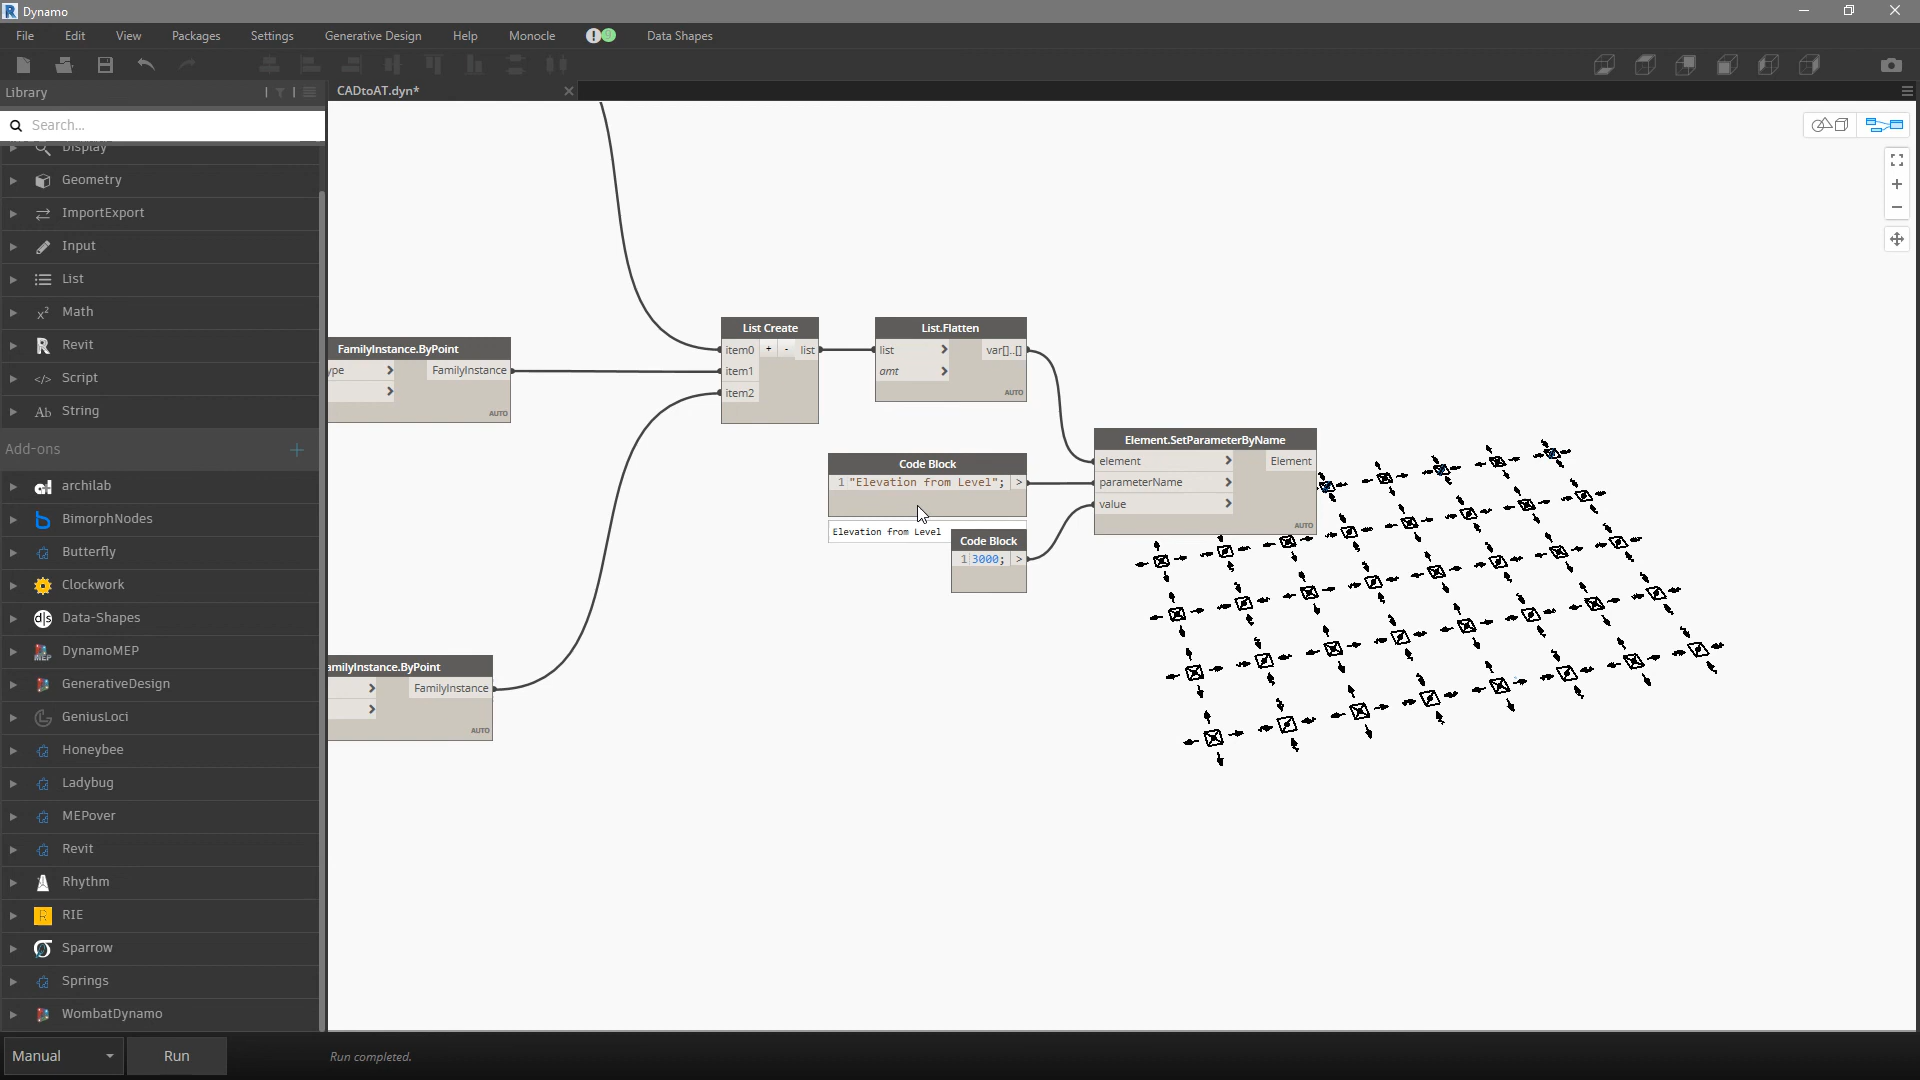 Dynamo
File Edit View Packages Settings Generative Design Help Monocle Data Shapes
Library
CADtoAT.dyn*
Search...
Display
Geometry
ImportExport
Input
List
Math
Revit
Script
String
Add-ons
archilab
BimorphNodes
Butterfly
Clockwork
Data-Shapes
DynamoMEP
GenerativeDesign
GeniusLoci
Honeybee
Ladybug
MEPover
Revit
Rhythm
RIE
Sparrow
Springs
WombatDynamo
FamilyInstance.ByPoint
ype > FamilyInstance
>
AUTO
List Create
item0 + - list
item1
item2
List.Flatten
list > var[]..[]
amt >
AUTO
Code Block
1 "Elevation from Level"; >
Elevation from Level
Code Block
1 3000; >
Element.SetParameterByName
element > Element
parameterName >
value >
AUTO
amilyInstance.ByPoint
> FamilyInstance
>
AUTO
Manual Run Run completed.